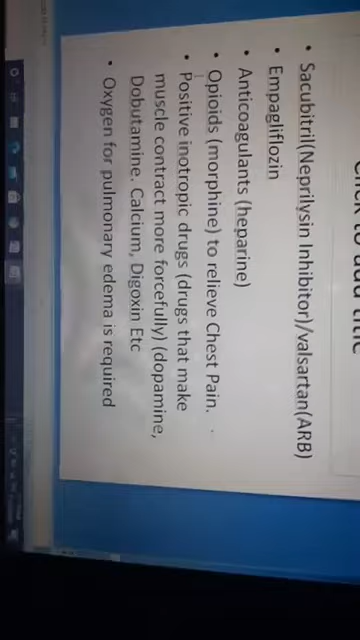 Click to add title
• Sacubitril(Neprilysin Inhibitor)/valsartan(ARB)
• Empagliflozin
• Anticoagulants (heparine)
• Opioids (morphine) to relieve Chest Pain.
• Positive inotropic drugs (drugs that make
muscle contract more forcefully) (dopamine,
Dobutamine. Calcium, Digoxin Etc
• Oxygen for pulmonary edema is required